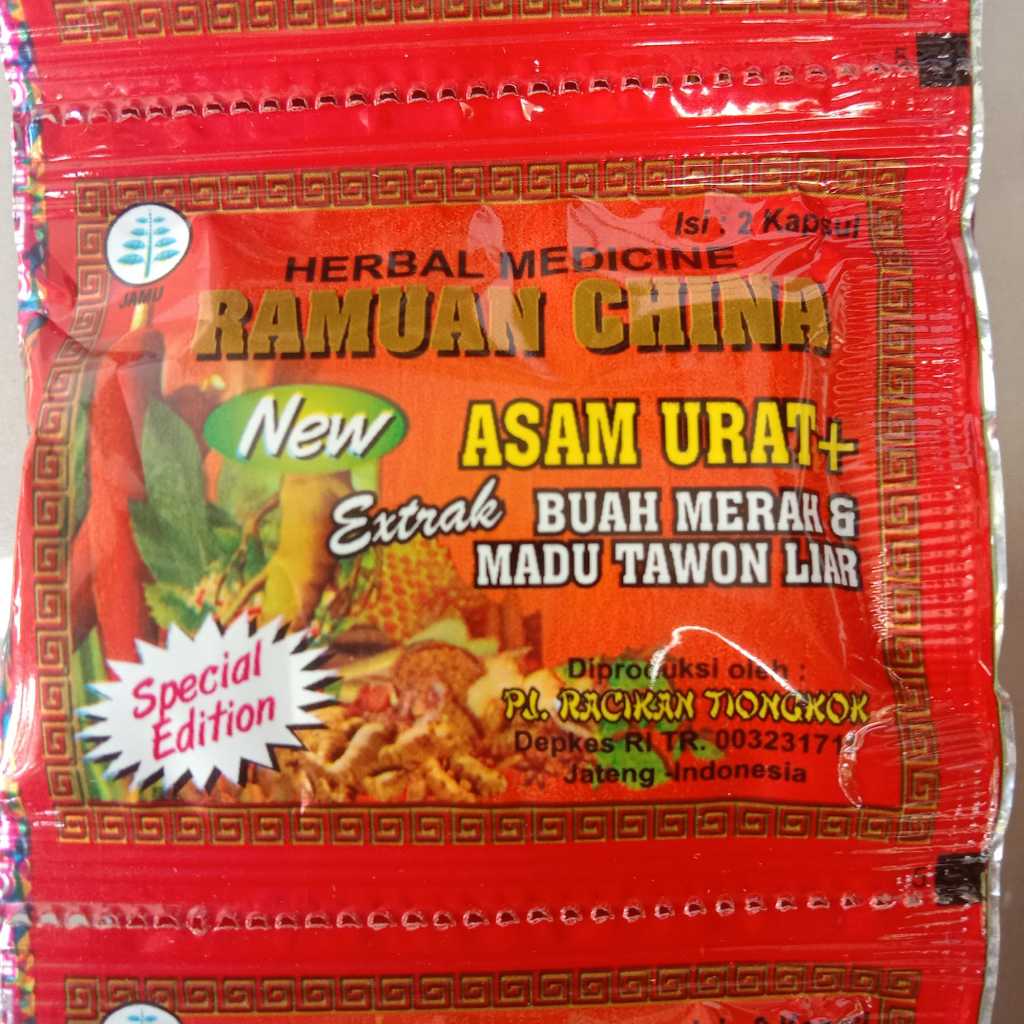 Isi : 2 Kapsul
JAMU
HERBAL MEDICINE
RAMUAN CHINA
New
ASAM URAT+
Extrak BUAH MERAH &
MADU TAWON LIAR
Special
Edition
Diproduksi oleh :
PJ. RACIKAN TIONGKOK
Depkes RI TR.
Jateng -Indonesia